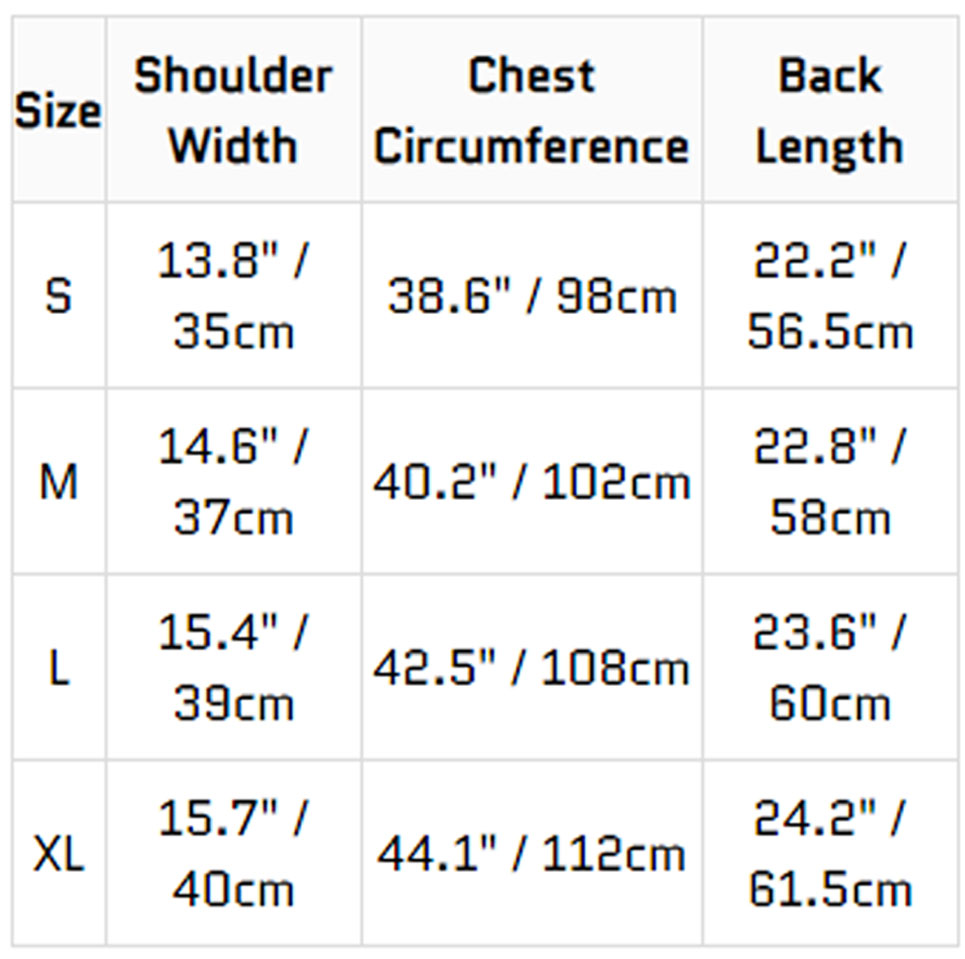 Size
Shoulder
Width
Chest
Circumference
Back
Length
S
13.8" /
35cm
38.6" / 98cm
22.2" /
56.5cm
M
14.6" /
37cm
40.2" / 102cm
22.8" /
58cm
L
15.4" /
39cm
42.5" / 108cm
23.6" /
60cm
XL
15.7" /
40cm
44.1" / 112cm
24.2" /
61.5cm